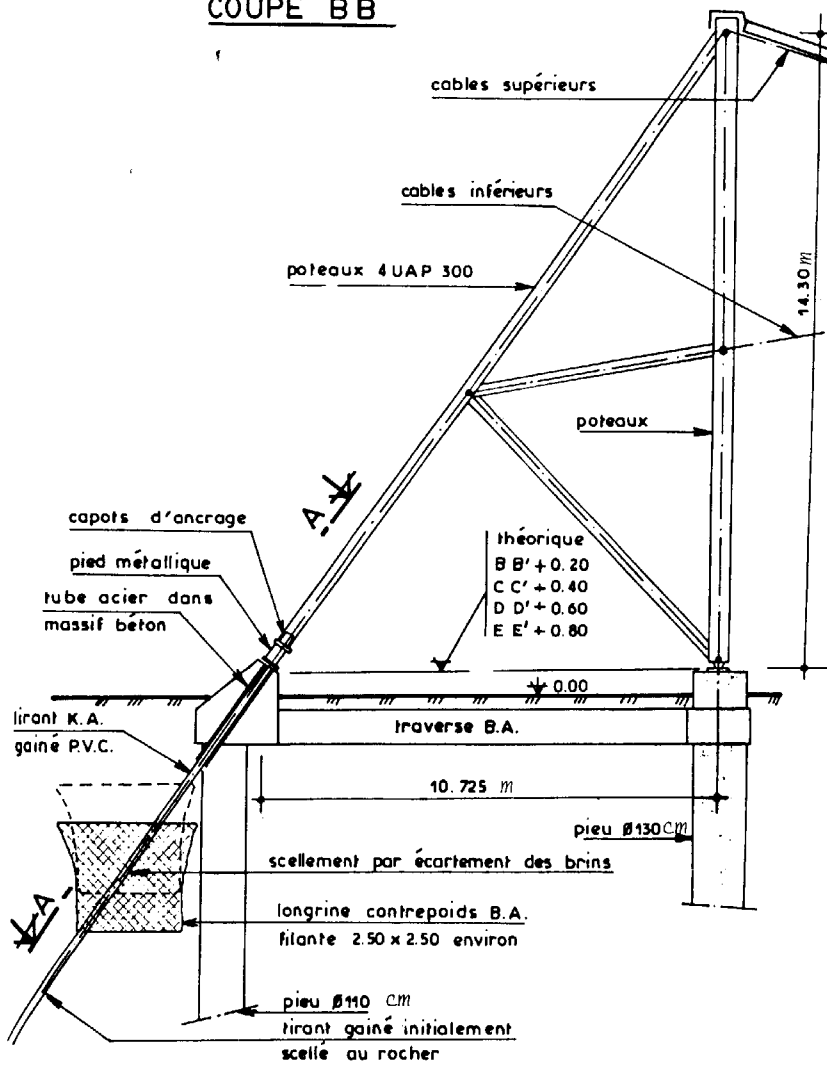 COUPE BB
cables supérieurs
cables inférieurs
poteaux 4 UAP 300
14.30 m
poteaux
A
capots d'ancrage
pied métallique
tube acier dans
massif béton
théorique
B B' + 0.20
C C' + 0.40
D D' + 0.60
E E' + 0.80
0.00
tirant K.A.
gainé P.V.C.
traverse B.A.
10.725 m
pieu Ø130 cm
scellement par écartement des brins
A
longrine contrepoids B.A.
filante 2.50 x 2.50 environ
pieu Ø110 cm
tirant gainé initialement
scellé au rocher